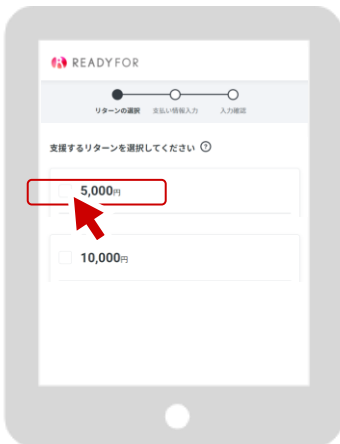 READYFOR
リターンの選択 支払い情報入力 入力確認
支援するリターンを選択してください ?
5,000円
10,000円